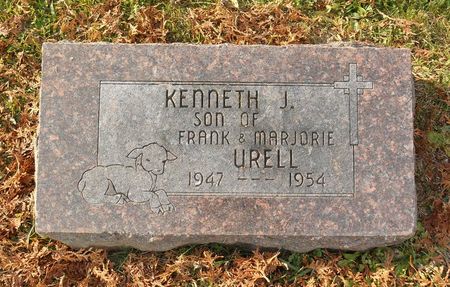 KENNETH J.
SON OF
FRANK & MARJORIE
URELL
1947 --- 1954